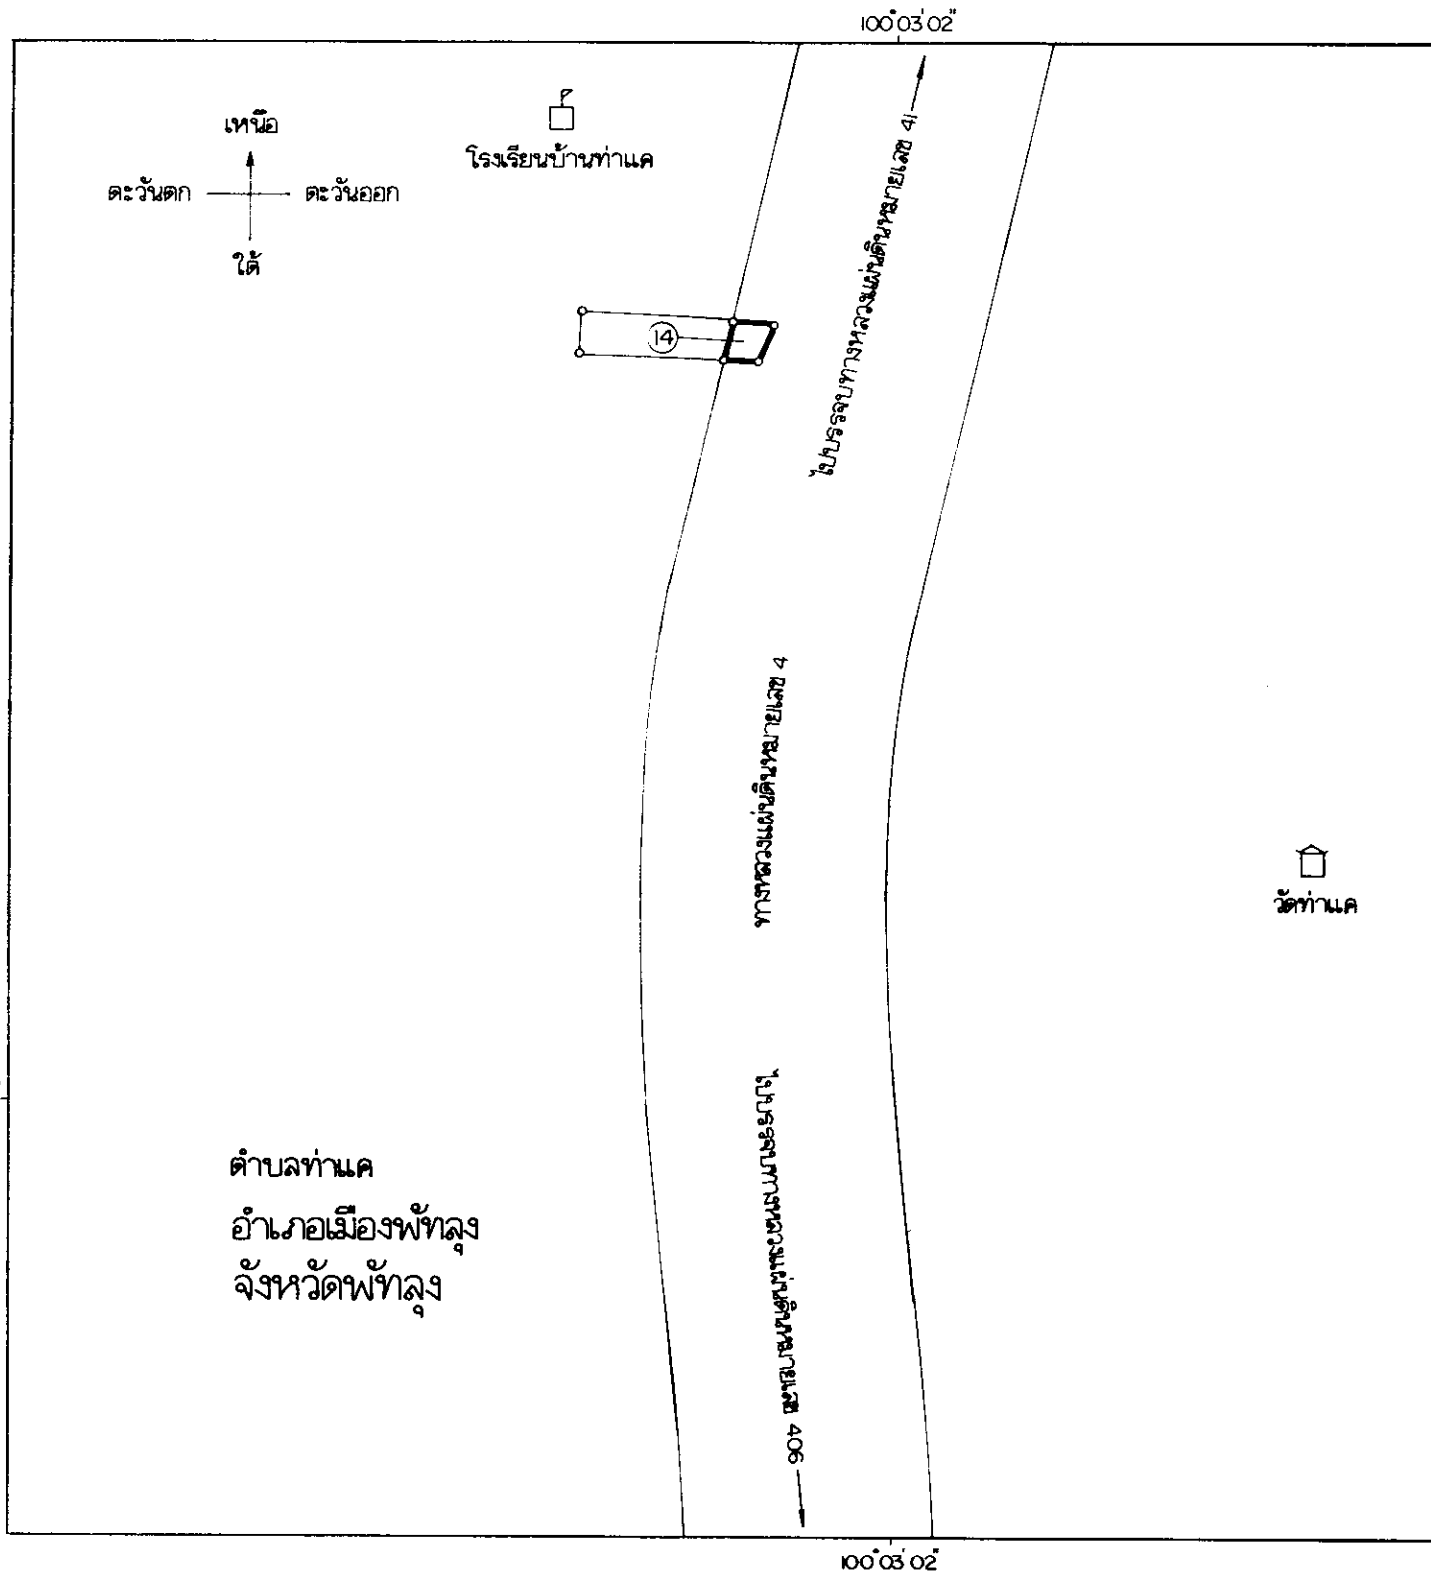 100°03'02"
เหนือ
ตะวันตก
ตะวันออก
ใต้
โรงเรียนบ้านท่าแค
14
ไปบรรจบทางหลวงแผ่นดินหมายเลข 41
ทางหลวงแผ่นดินหมายเลข 4
วัดท่าแค
ไปบรรจบทางหลวงแผ่นดินหมายเลข 406
ตำบลท่าแค
อำเภอเมืองพัทลุง
จังหวัดพัทลุง
100°03'02"